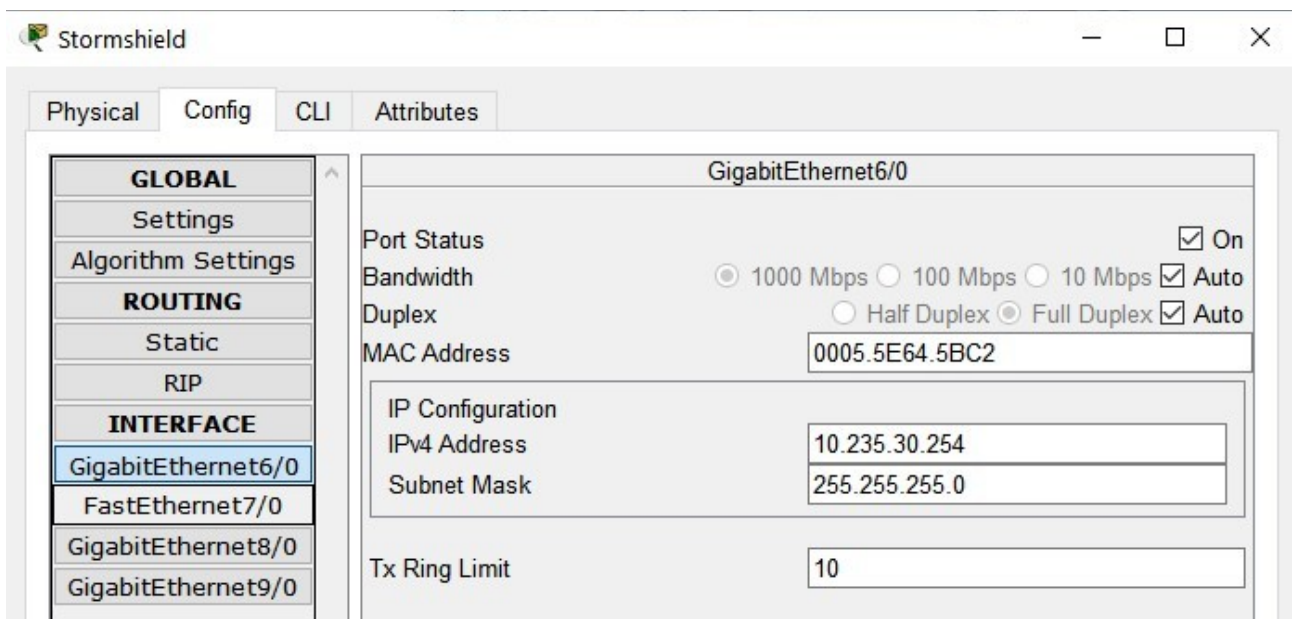 Stormshield
Physical Config CLI Attributes
GLOBAL
Settings
Algorithm Settings
ROUTING
Static
RIP
INTERFACE
GigabitEthernet6/0
FastEthernet7/0
GigabitEthernet8/0
GigabitEthernet9/0
GigabitEthernet6/0
Port Status On
Bandwidth 1000 Mbps 100 Mbps 10 Mbps Auto
Duplex Half Duplex Full Duplex Auto
MAC Address 0005.5E64.5BC2
IP Configuration
IPv4 Address 10.235.30.254
Subnet Mask 255.255.255.0
Tx Ring Limit 10